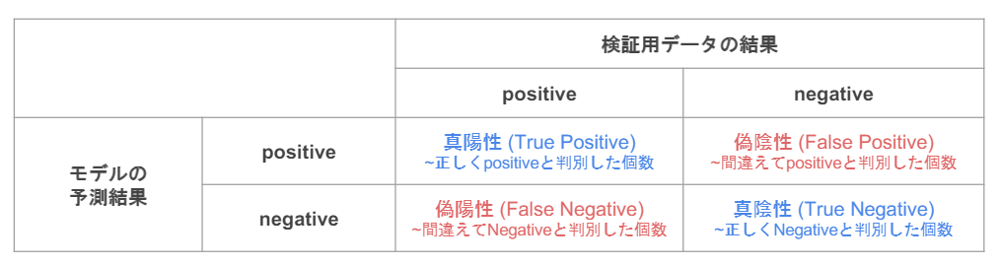 検証用データの結果
positive
negative
モデルの
予測結果
positive
真陽性 (True Positive)
~正しくpositiveと判別した個数
偽陰性 (False Positive)
~間違えてpositiveと判別した個数
negative
偽陽性 (False Negative)
~間違えてNegativeと判別した個数
真陰性 (True Negative)
~正しくNegativeと判別した個数